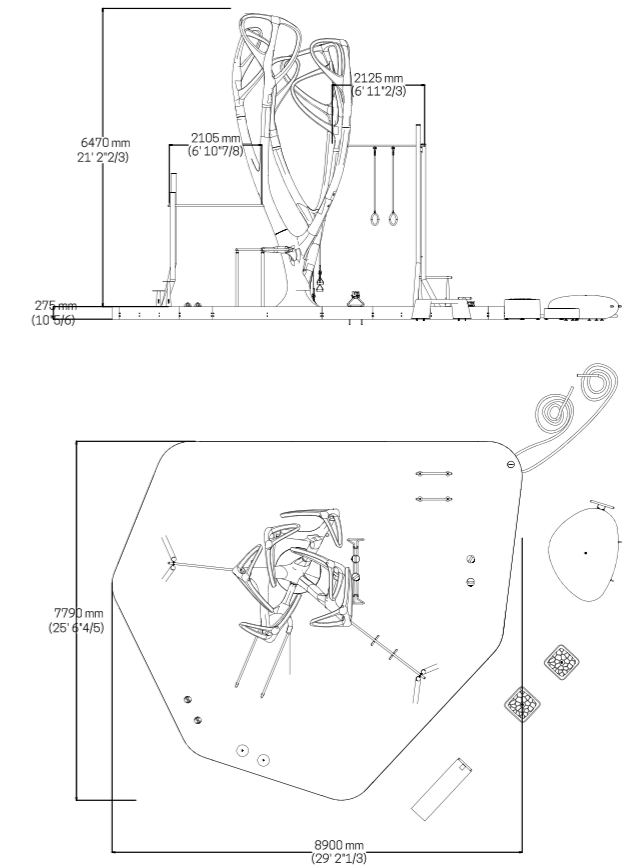 2125 mm
(6' 11"2/3)
2105 mm
(6' 10"7/8)
6470 mm
21' 2"2/3)
275 mm
(10"5/6)
7790 mm
(25' 6"4/5)
8900 mm
(29' 2"1/3)